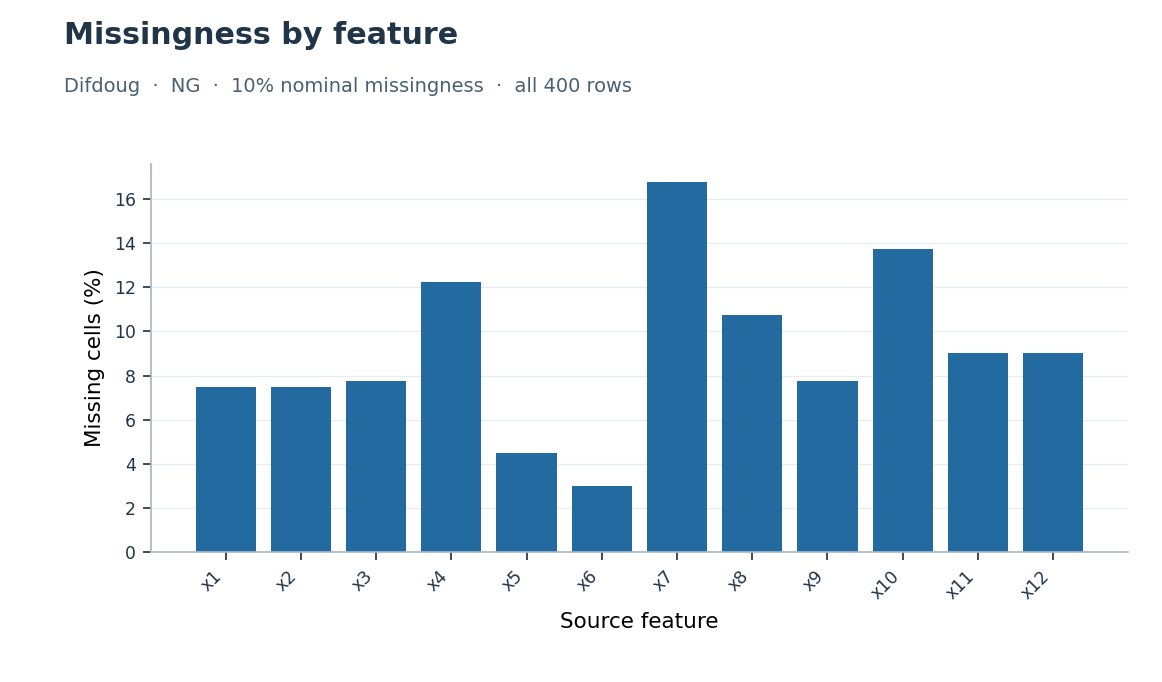 Missingness by feature
Difdoug · NG · 10% nominal missingness · all 400 rows
Missing cells (%)
16
14
12
10
8
6
4
2
0
x1 x2 x3 x4 x5 x6 x7 x8 x9 x10 x11 x12
Source feature